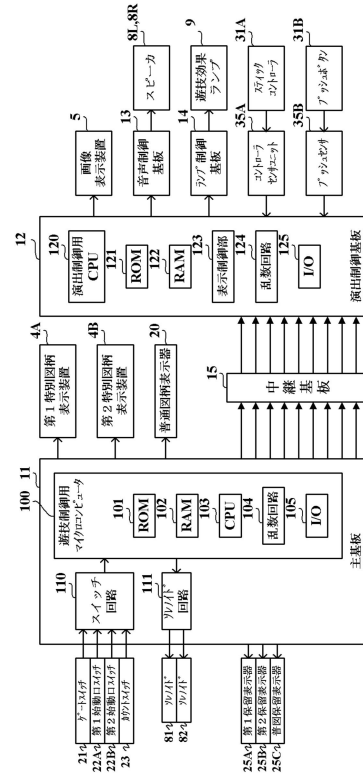 100
11
遊技制御用
マイクロコンピュータ
110
スイッチ
回路
101
ROM
102
RAM
103
CPU
104
乱数回路
105
I/O
111
ソレノイド
回路
主基板
21
ゲートスイッチ
22A
第1始動口スイッチ
22B
第2始動口スイッチ
23
カウントスイッチ
81
ソレノイド
82
ソレノイド
25A
第1保留表示器
25B
第2保留表示器
25C
普図保留表示器
4A
第1特別図柄
表示装置
4B
第2特別図柄
表示装置
20
普通図柄表示器
15
中継基板
12
120
演出制御用
CPU
121
ROM
122
RAM
123
表示制御部
124
乱数回路
125
I/O
演出制御基板
5
画像
表示装置
13
音声制御
基板
8L,8R
スピーカ
14
ランプ制御
基板
9
遊技効果
ランプ
35A
コントローラ
センサユニット
31A
スティック
コントローラ
35B
プッシュセンサ
31B
プッシュボタン